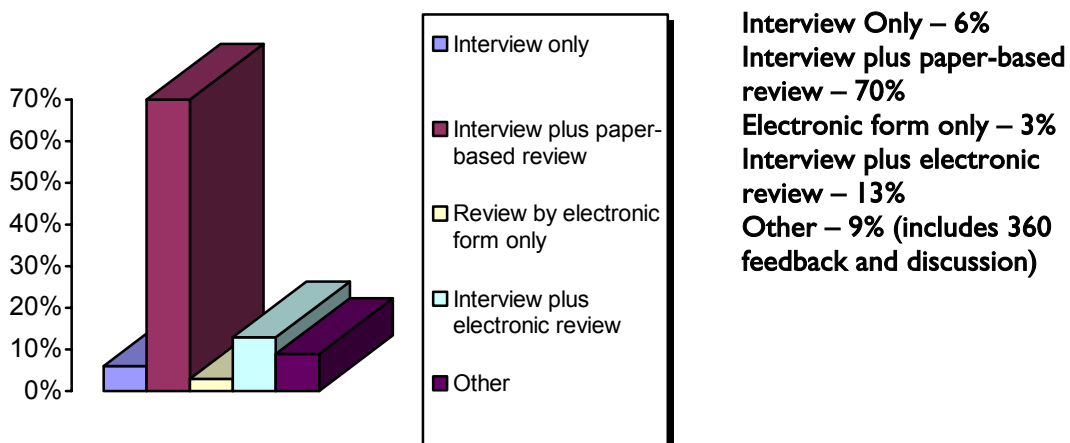 70%
60%
50%
40%
30%
20%
10%
0%
Interview only
Interview plus paper-
based review
Review by electronic
form only
Interview plus
electronic review
Other
Interview Only – 6%
Interview plus paper-based
review – 70%
Electronic form only – 3%
Interview plus electronic
review – 13%
Other – 9% (includes 360
feedback and discussion)